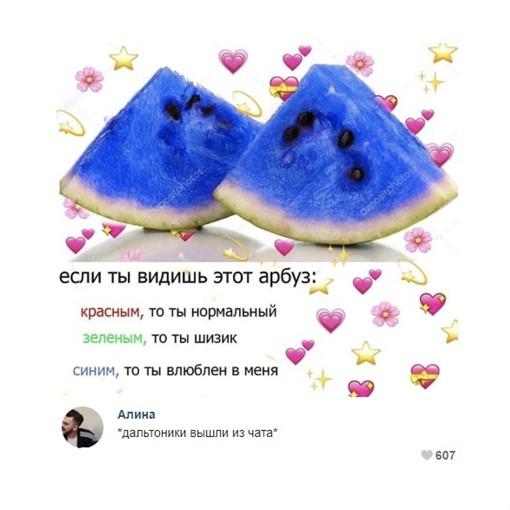 если ты видишь этот арбуз:
красным, то ты нормальный
зеленым, то ты шизик
синим, то ты влюблен в меня
Алина
*дальтоники вышли из чата*
607